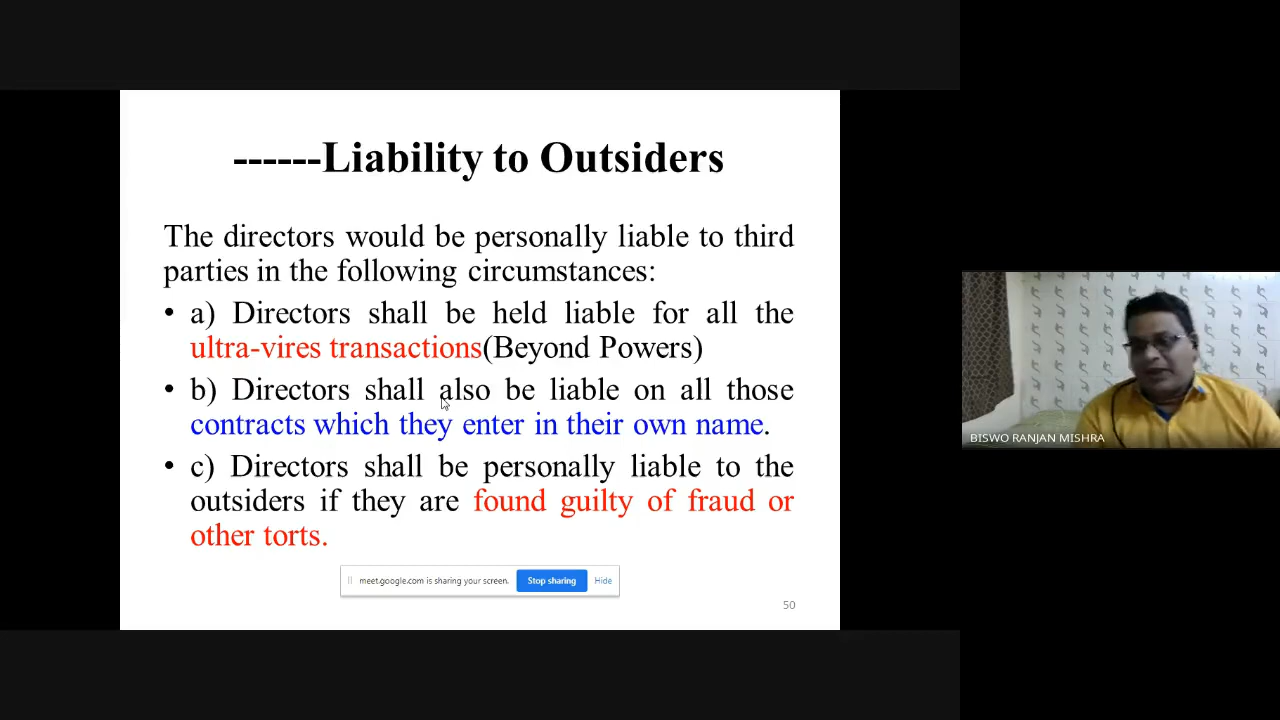 ------Liability to Outsiders
The directors would be personally liable to third
parties in the following circumstances:
• a) Directors shall be held liable for all the
ultra-vires transactions(Beyond Powers)
• b) Directors shall also be liable on all those
contracts which they enter in their own name.
• c) Directors shall be personally liable to the
outsiders if they are found guilty of fraud or
other torts.
meet.google.com is sharing your screen. Stop sharing Hide
50
BISWO RANJAN MISHRA